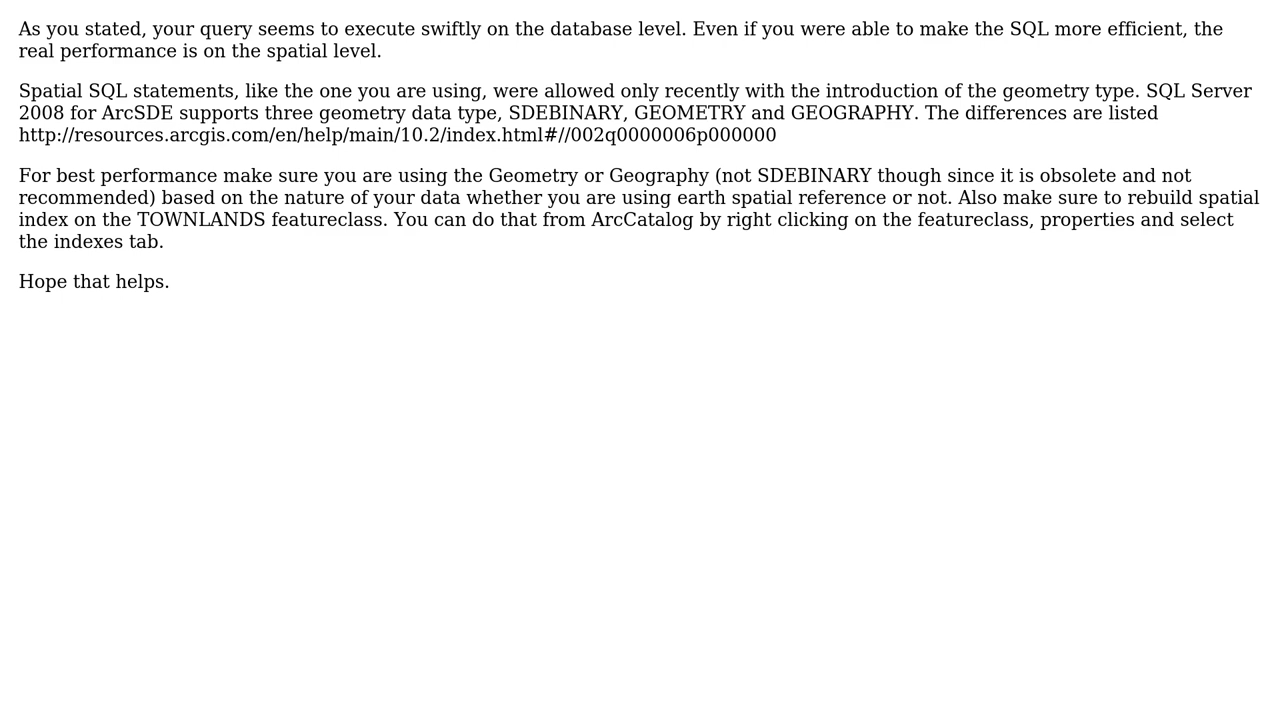 As you stated, your query seems to execute swiftly on the database level. Even if you were able to make the SQL more efficient, the
real performance is on the spatial level.
Spatial SQL statements, like the one you are using, were allowed only recently with the introduction of the geometry type. SQL Server
2008 for ArcSDE supports three geometry data type, SDEBINARY, GEOMETRY and GEOGRAPHY. The differences are listed
http://resources.arcgis.com/en/help/main/10.2/index.html#//002q0000006p000000
For best performance make sure you are using the Geometry or Geography (not SDEBINARY though since it is obsolete and not
recommended) based on the nature of your data whether you are using earth spatial reference or not. Also make sure to rebuild spatial
index on the TOWNLANDS featureclass. You can do that from ArcCatalog by right clicking on the featureclass, properties and select
the indexes tab.
Hope that helps.